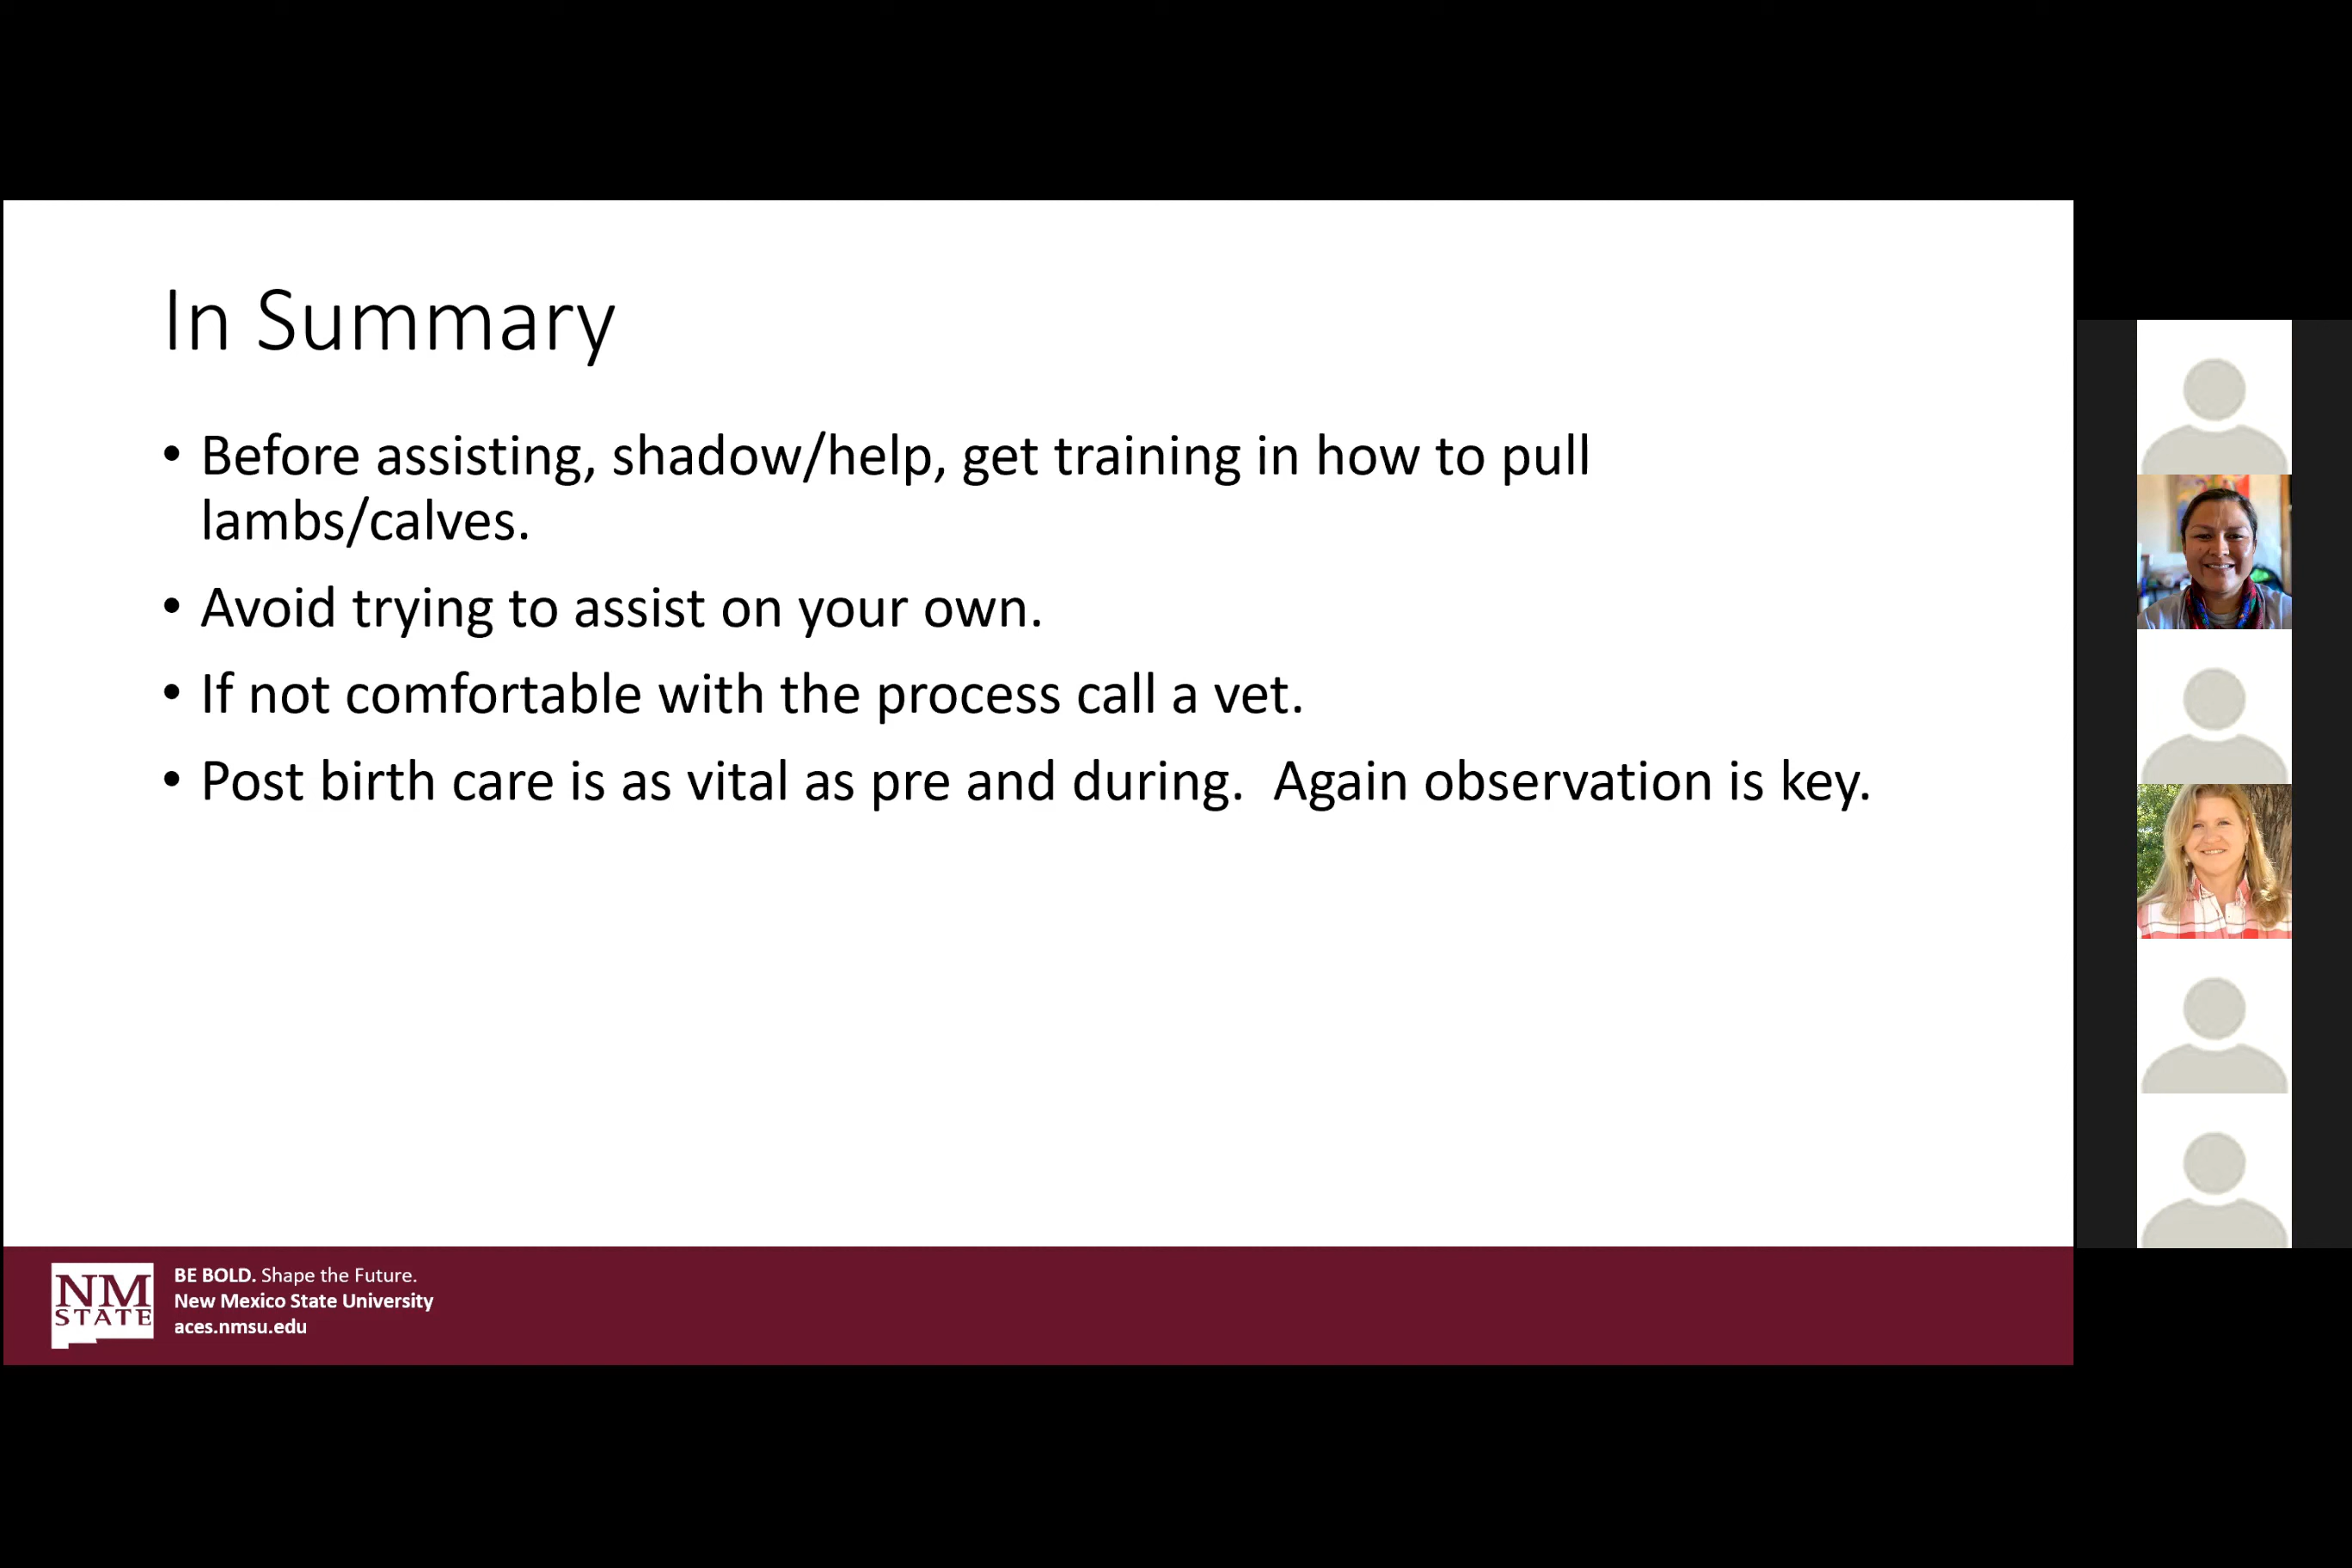 In Summary
• Before assisting, shadow/help, get training in how to pull
lambs/calves.
• Avoid trying to assist on your own.
• If not comfortable with the process call a vet.
• Post birth care is as vital as pre and during.  Again observation is key.
NM
STATE
BE BOLD. Shape the Future.
New Mexico State University
aces.nmsu.edu